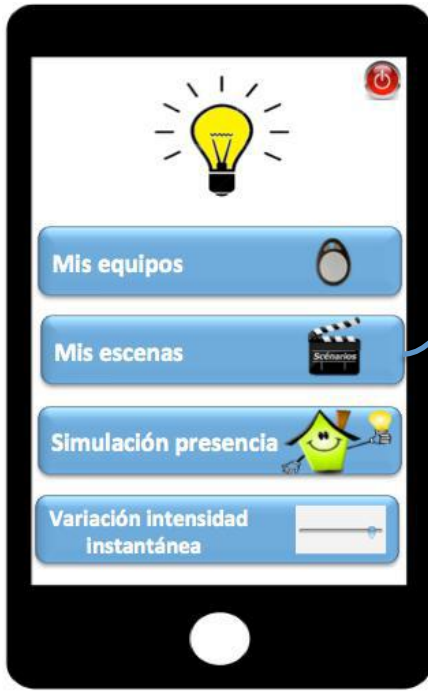 Mis equipos
Mis escenas
Scénarios
Simulación presencia
Variación intensidad
instantánea